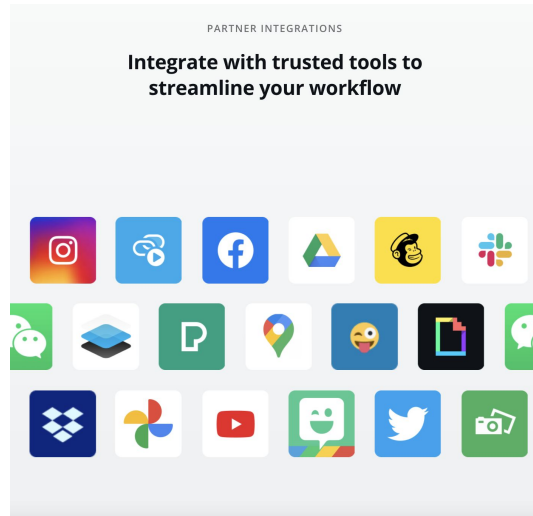 PARTNER INTEGRATIONS
Integrate with trusted tools to
streamline your workflow